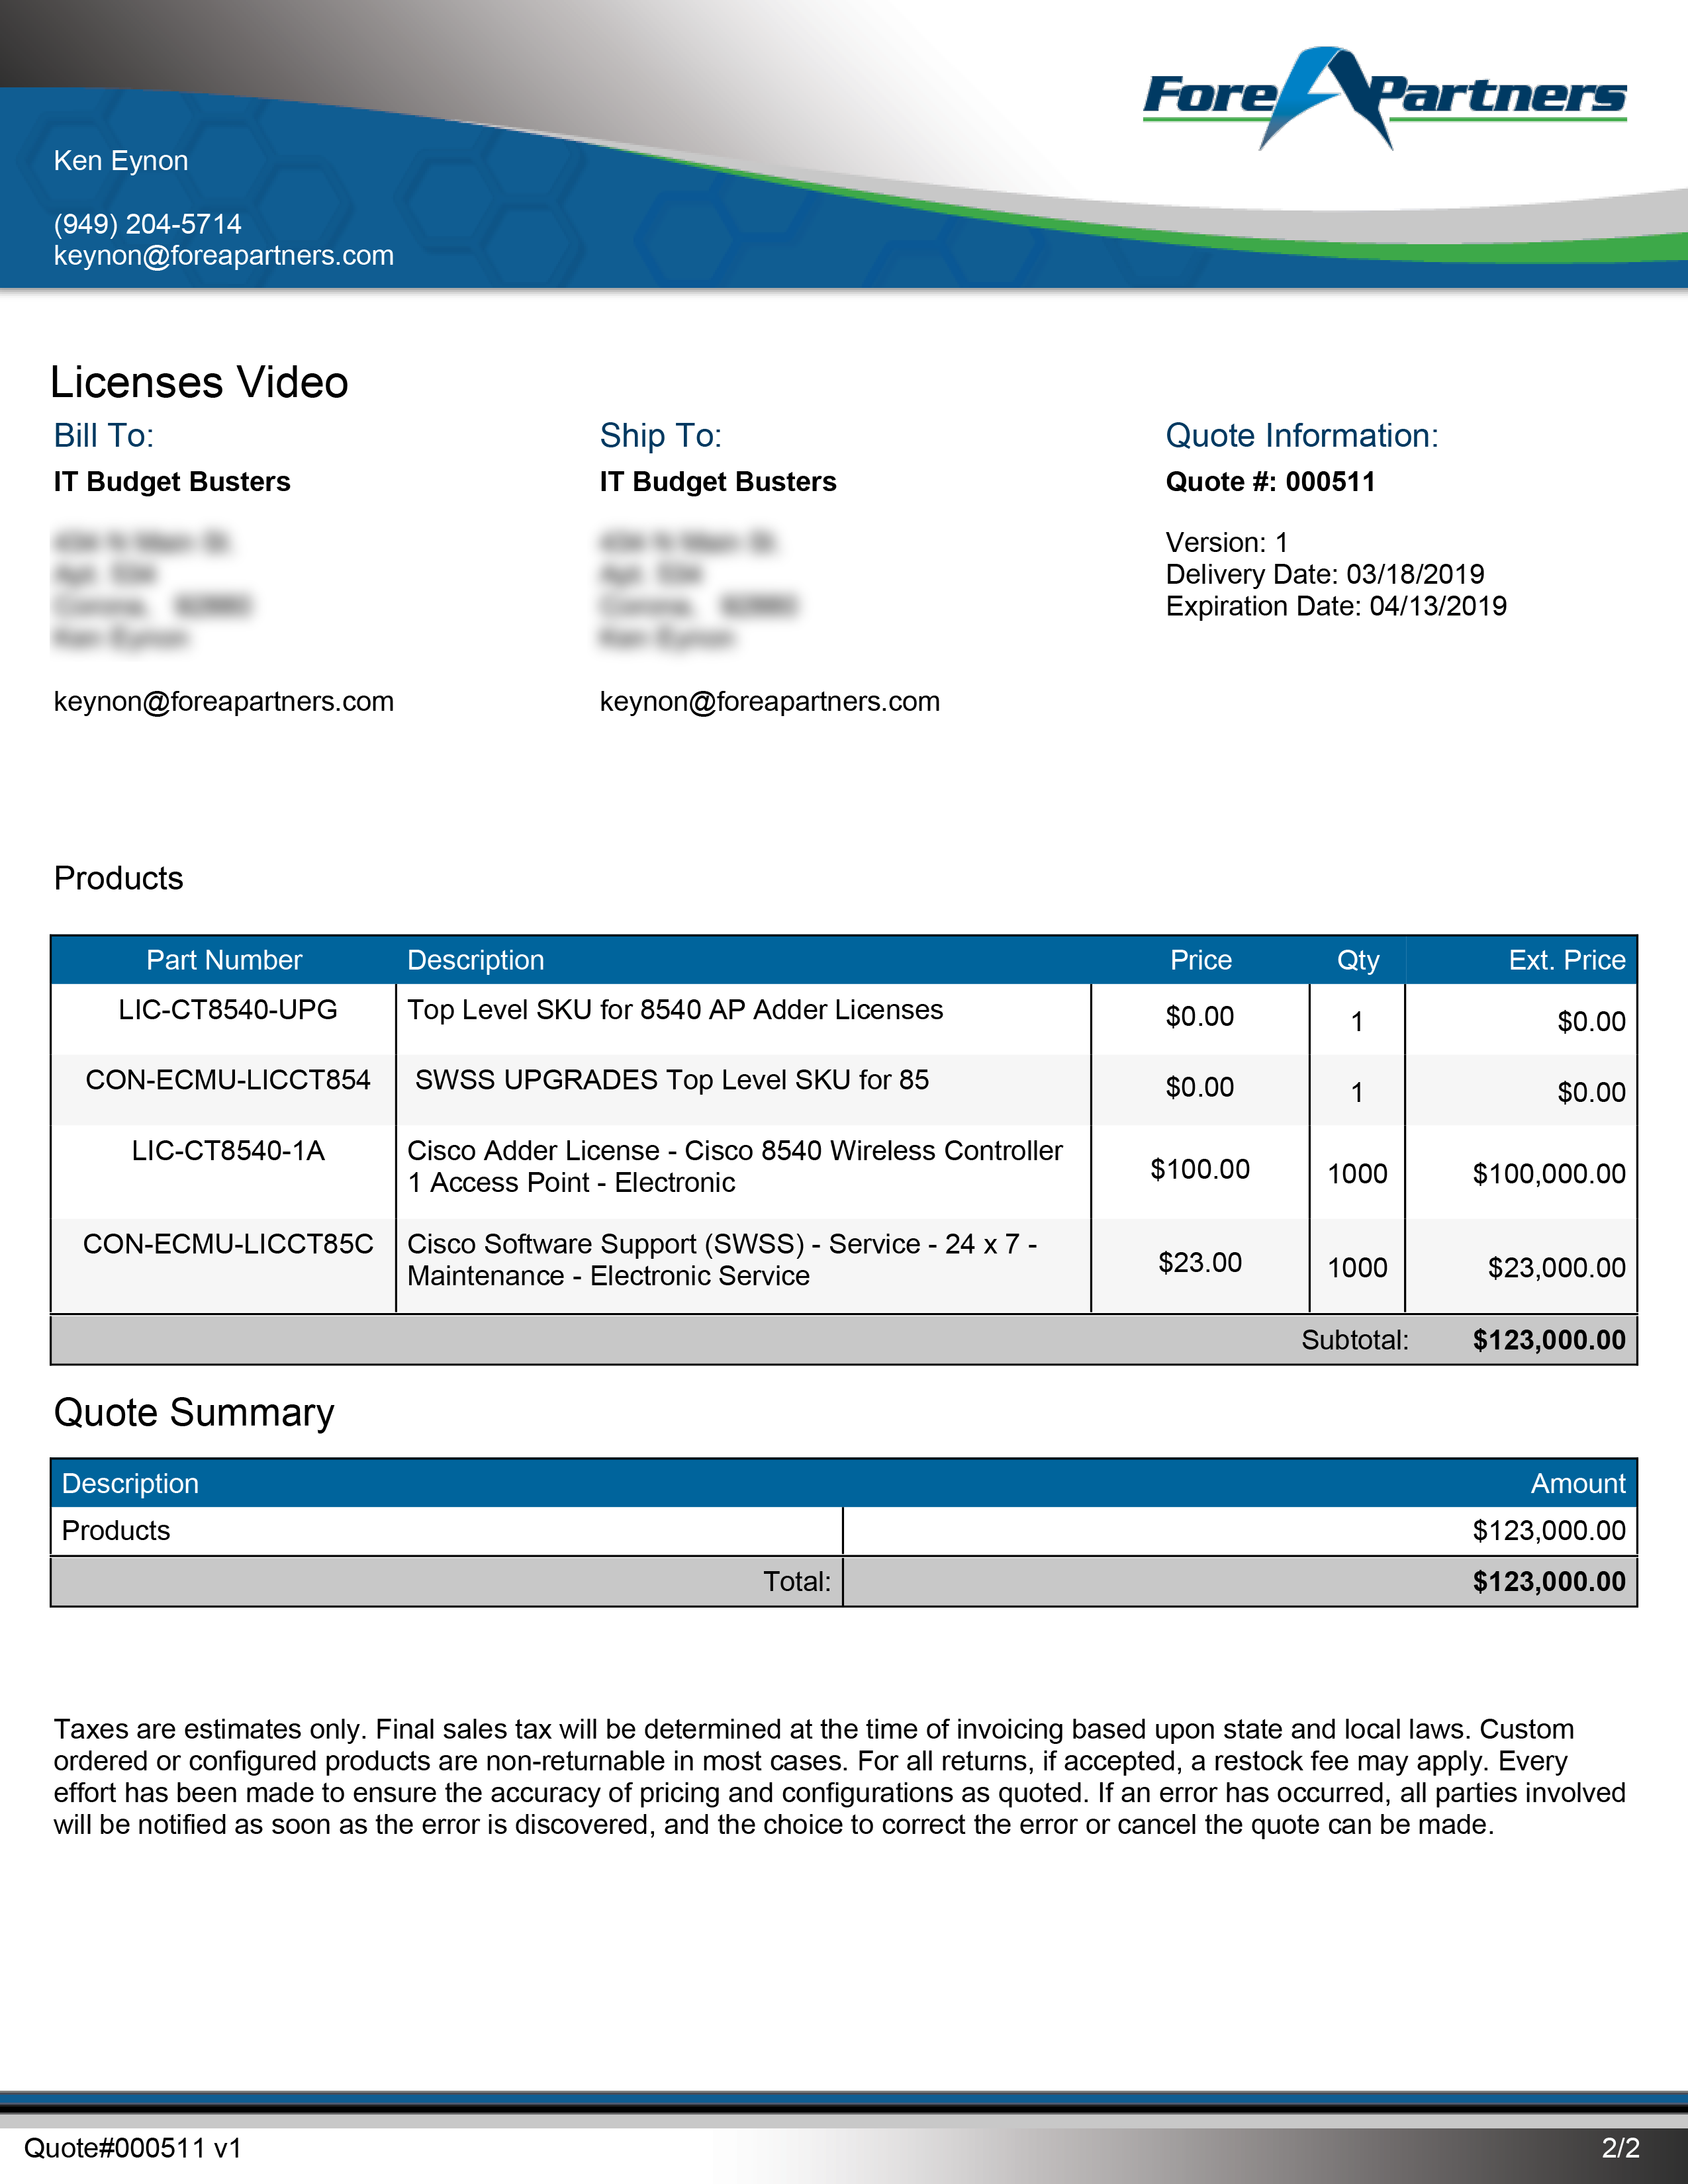 ForeAPartners
Ken Eynon
(949) 204-5714
keynon@foreapartners.com
Licenses Video
Bill To: Ship To: Quote Information:
IT Budget Busters IT Budget Busters Quote #: 000511
Version: 1
Delivery Date: 03/18/2019
Expiration Date: 04/13/2019
keynon@foreapartners.com keynon@foreapartners.com
Products
Part Number Description Price Qty Ext. Price
LIC-CT8540-UPG Top Level SKU for 8540 AP Adder Licenses $0.00 1 $0.00
CON-ECMU-LICCT854 SWSS UPGRADES Top Level SKU for 85 $0.00 1 $0.00
LIC-CT8540-1A Cisco Adder License - Cisco 8540 Wireless Controller $100.00 1000 $100,000.00
1 Access Point - Electronic
CON-ECMU-LICCT85C Cisco Software Support (SWSS) - Service - 24 x 7 - $23.00 1000 $23,000.00
Maintenance - Electronic Service
Subtotal: $123,000.00
Quote Summary
Description Amount
Products $123,000.00
Total: $123,000.00
Taxes are estimates only. Final sales tax will be determined at the time of invoicing based upon state and local laws. Custom
ordered or configured products are non-returnable in most cases. For all returns, if accepted, a restock fee may apply. Every
effort has been made to ensure the accuracy of pricing and configurations as quoted. If an error has occurred, all parties involved
will be notified as soon as the error is discovered, and the choice to correct the error or cancel the quote can be made.
Quote#000511 v1 2/2